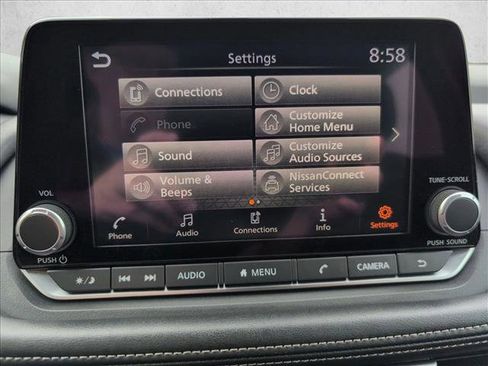 Settings
8:58
Connections
Clock
Phone
Customize
Home Menu
Sound
Customize
Audio Sources
Volume &
Beeps
NissanConnect
Services
VOL
TUNE•SCROLL
Phone
Audio
Connections
Info
Settings
PUSH
PUSH SOUND
AUDIO
MENU
CAMERA